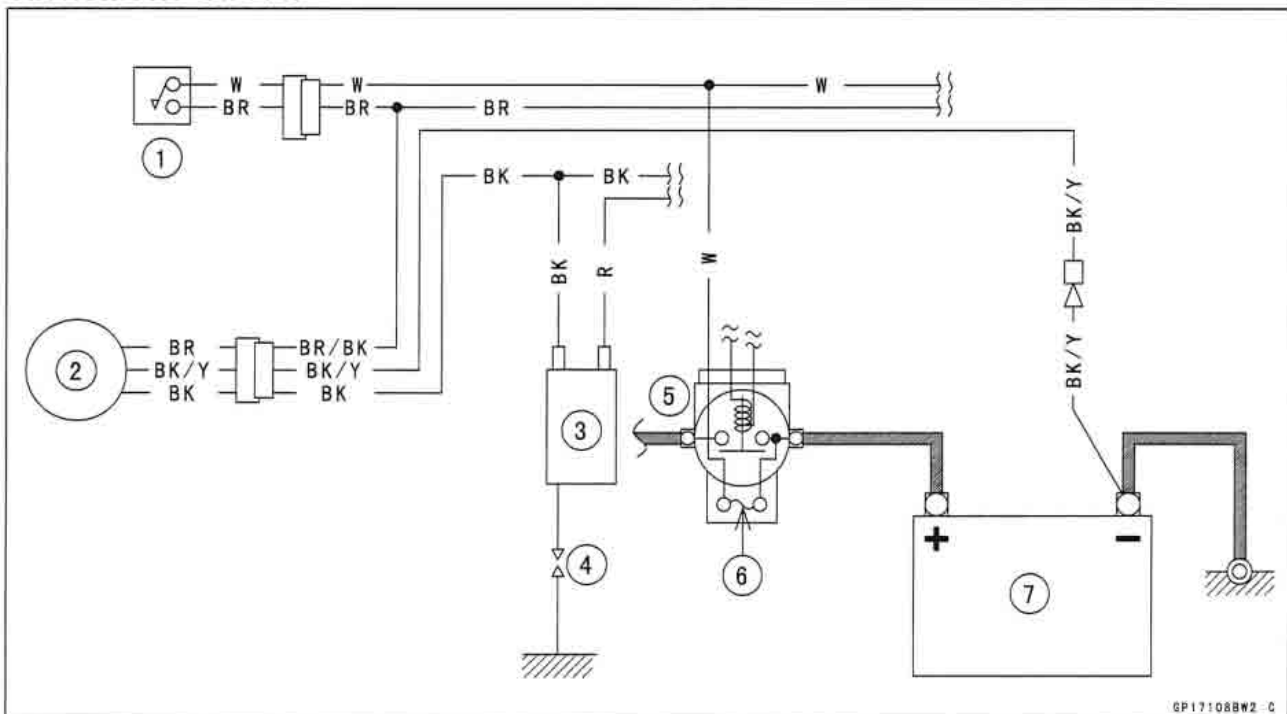 W W W
BR BR BR
1
BK BK
BK/Y
BK R W
2 BR BR/BK
BK/Y BK/Y
BK BK
BK/Y
3
5
4
6
+ −
7
GP17108BW2 C